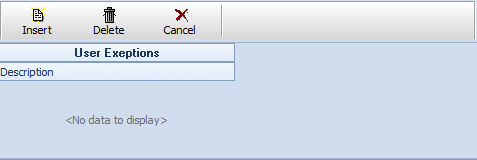 Insert Delete Cancel
User Exeptions
Description
<No data to display>